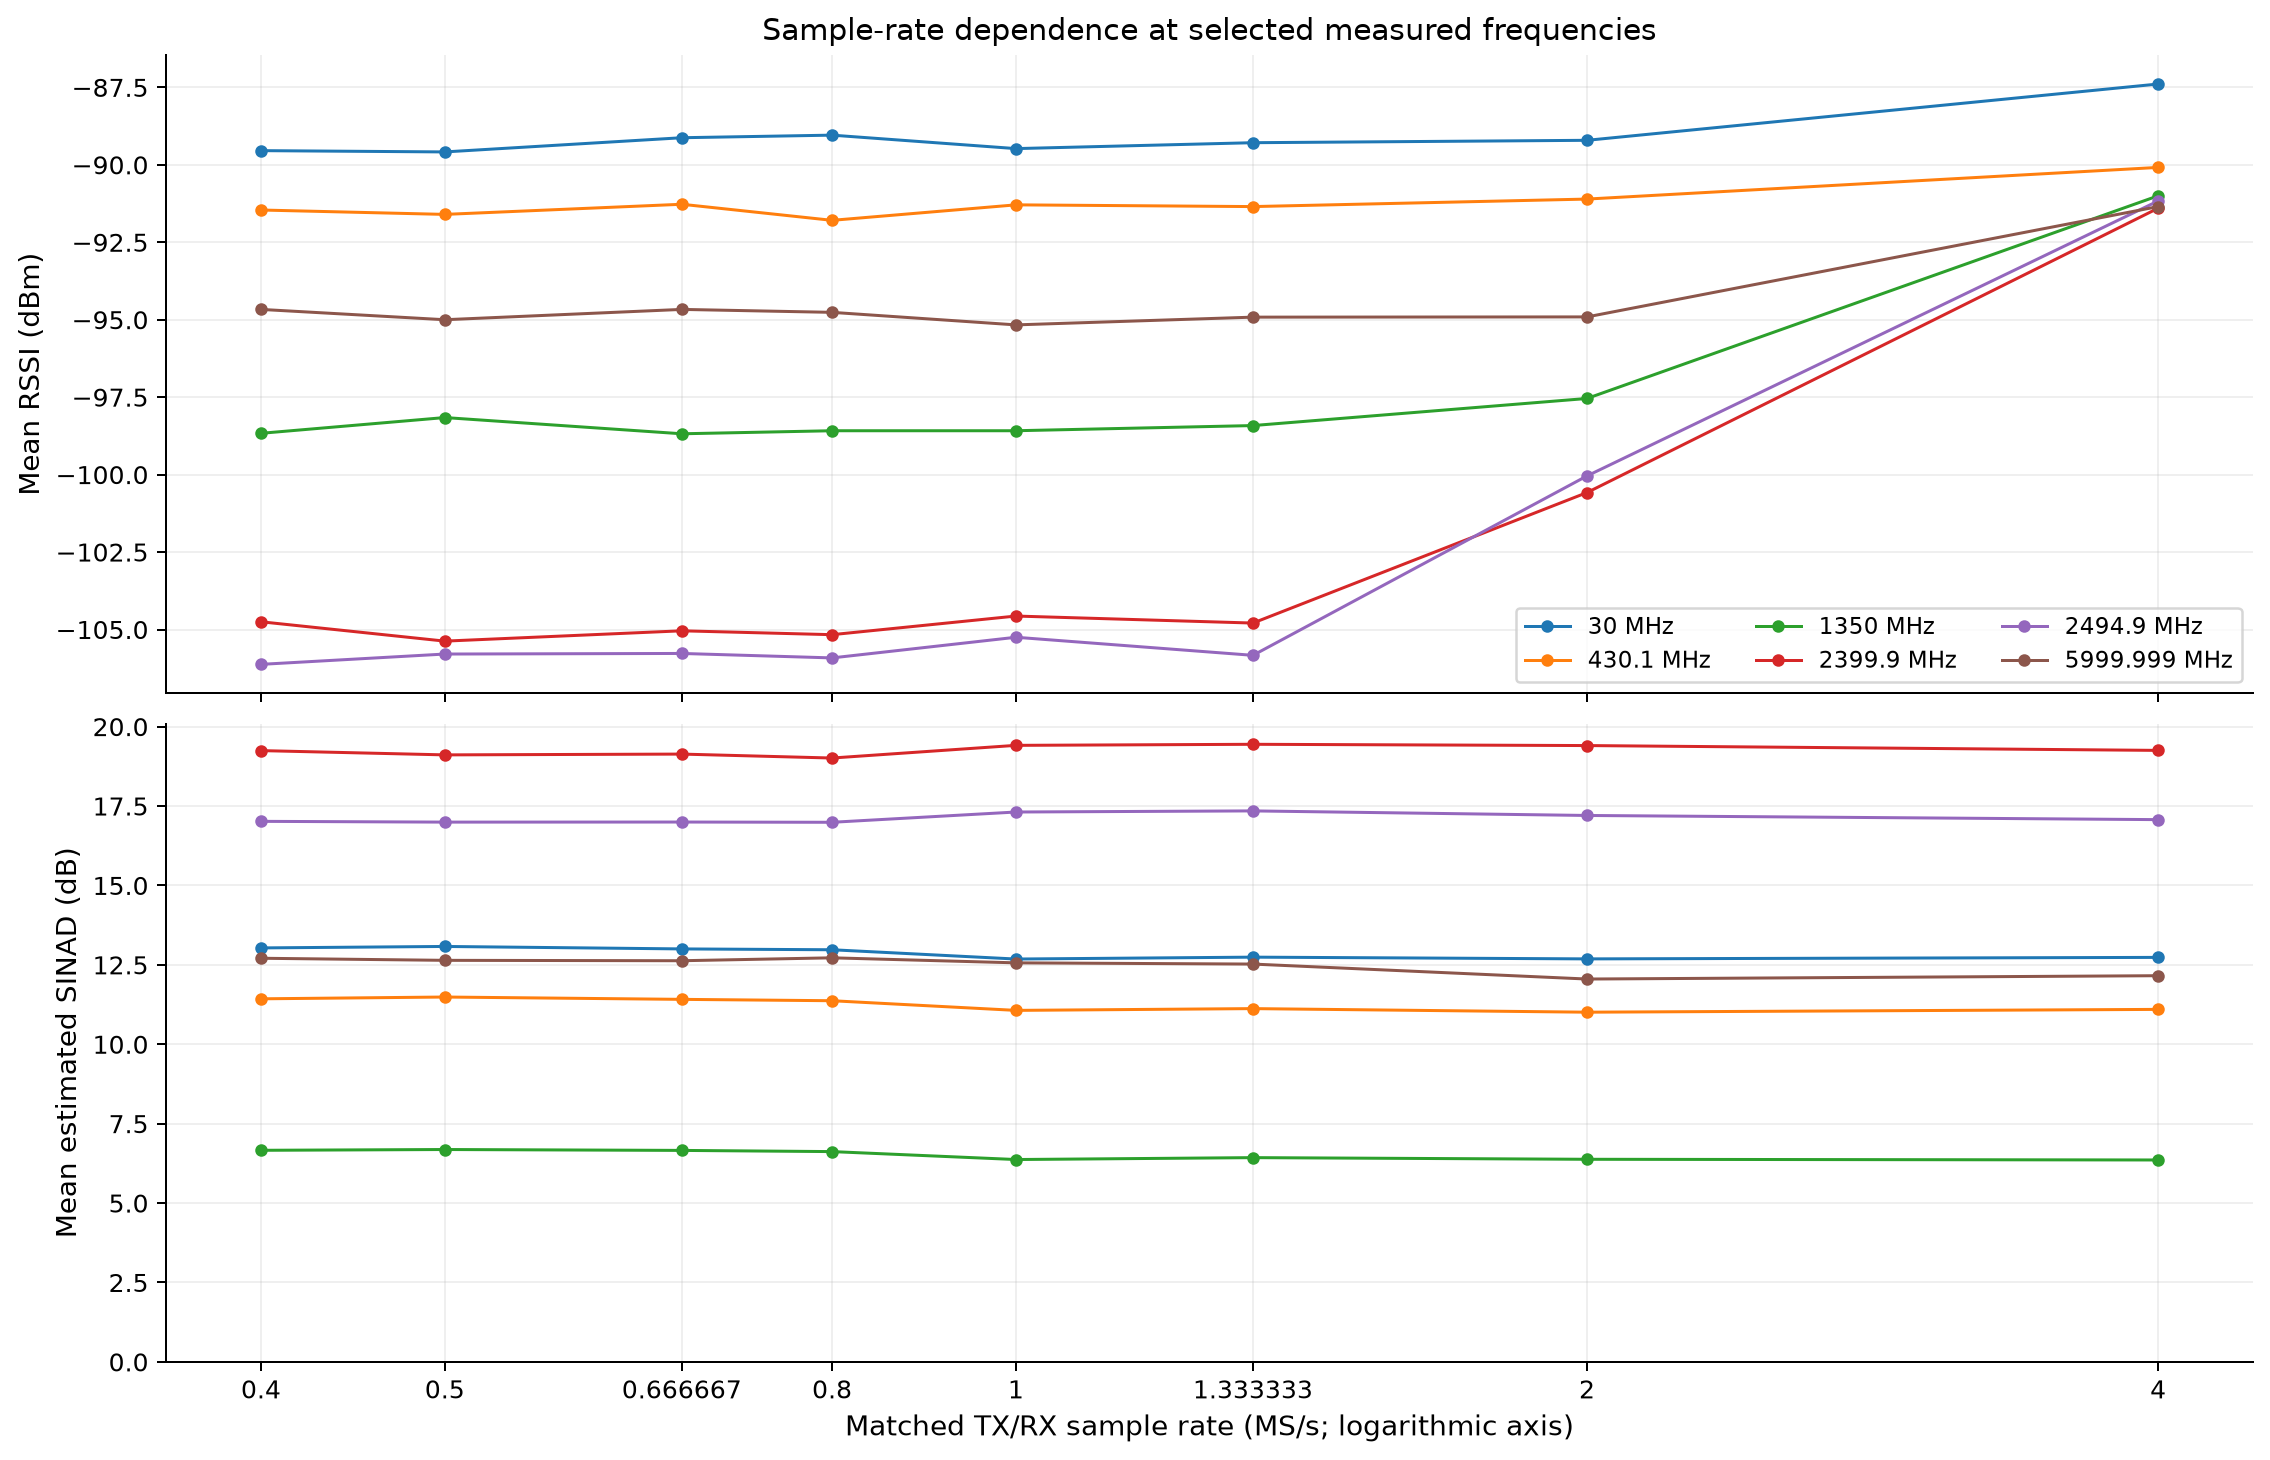 Sample-rate dependence at selected measured frequencies
Mean RSSI (dBm)
−87.5
−90.0
−92.5
−95.0
−97.5
−100.0
−102.5
−105.0
30 MHz
430.1 MHz
1350 MHz
2399.9 MHz
2494.9 MHz
5999.999 MHz
Mean estimated SINAD (dB)
20.0
17.5
15.0
12.5
10.0
7.5
5.0
2.5
0.0
0.4 0.5 0.666667 0.8 1 1.333333 2 4
Matched TX/RX sample rate (MS/s; logarithmic axis)